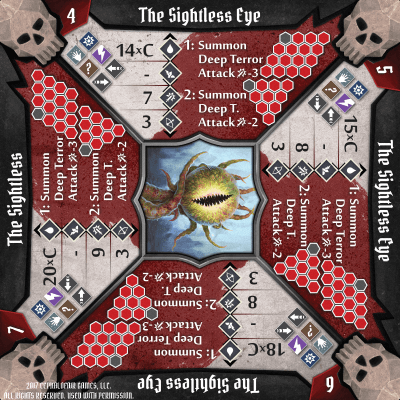 4
The Sightless Eye
14xC
-
7
3
1: Summon
Deep Terror
Attack -3
2: Summon
Deep T.
Attack -2
5
The Sightless Eye
15xC
-
8
3
1: Summon
Deep Terror
Attack -3
2: Summon
Deep T.
Attack -2
6
The Sightless Eye
18xC
-
8
3
1: Summon
Deep Terror
Attack -3
2: Summon
Deep T.
Attack -2
7
The Sightless
20xC
-
9
3
1: Summon
Deep Terror
Attack -3
2: Summon
Deep T.
Attack -2
2017 CEPHALOFAIR GAMES, LLC.
ALL RIGHTS RESERVED. USED WITH PERMISSION.